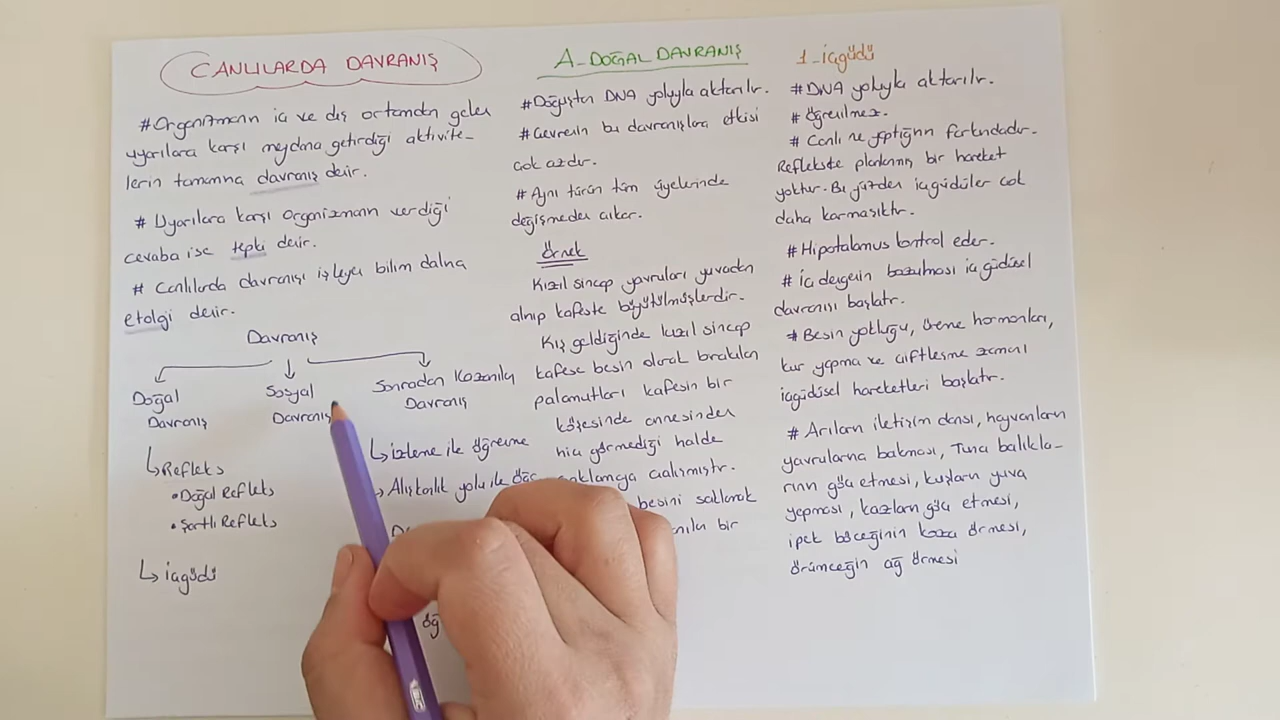 CANLILARDA DAVRANIŞ
#Organizmanın iç ve dış ortamdan gelen
uyarılara karşı meydana getirdiği aktivite-
lerin tamamına davranış denir.
# Uyarılara karşı organizmanın verdiği
cevaba ise tepki denir.
# Canlılarda davranışı işleyen bilim dalına
etoloji denir.
Davranış
Doğal
Davranış
Sosyal
Davranış
Sonradan Kazanılan
Davranış
Refleks
• Doğal Refleks
• Şartlı Refleks
İçgüdü
İzleme ile öğrenme
Alışkanlık yolu ile
A-DOĞAL DAVRANIŞ
#Doğuştan DNA yoluyla aktarılır.
#Çevrenin bu davranışlara etkisi
çok azdır.
# Aynı türün tüm üyelerinde
değişmeden çıkar.
Örnek
Kızıl sincap yavruları yuvadan
alınıp kafeste büyütülmüşlerdir.
Kış geldiğinde kızıl sincap
kafese besin olarak bırakılan
palamutları kafesin bir
köşesinde annesinden
hiç görmediği halde
saklamaya çalışmıştır.
besini saklamak
bir
1-İçgüdü
#DNA yoluyla aktarılır.
# Öğrenilmez.
# Canlı ne yaptığının farkındadır.
Reflekste planlanmış bir hareket
yoktur. Bu yüzden içgüdüler çok
daha karmaşıktır.
#Hipotalamus kontrol eder.
# İç dengenin bozulması içgüdüsel
davranışı başlatır.
#Besin yokluğu, üreme hormonları,
kur yapma ve çiftleşme zamanı
içgüdüsel hareketleri başlatır.
# Arıların iletişim dansı, hayvanların
yavrularına bakması, Tuna balıkla-
rının göç etmesi, kuşların yuva
yapması, kazların göç etmesi,
ipek böceğinin koza örmesi,
örümceğin ağ örmesi